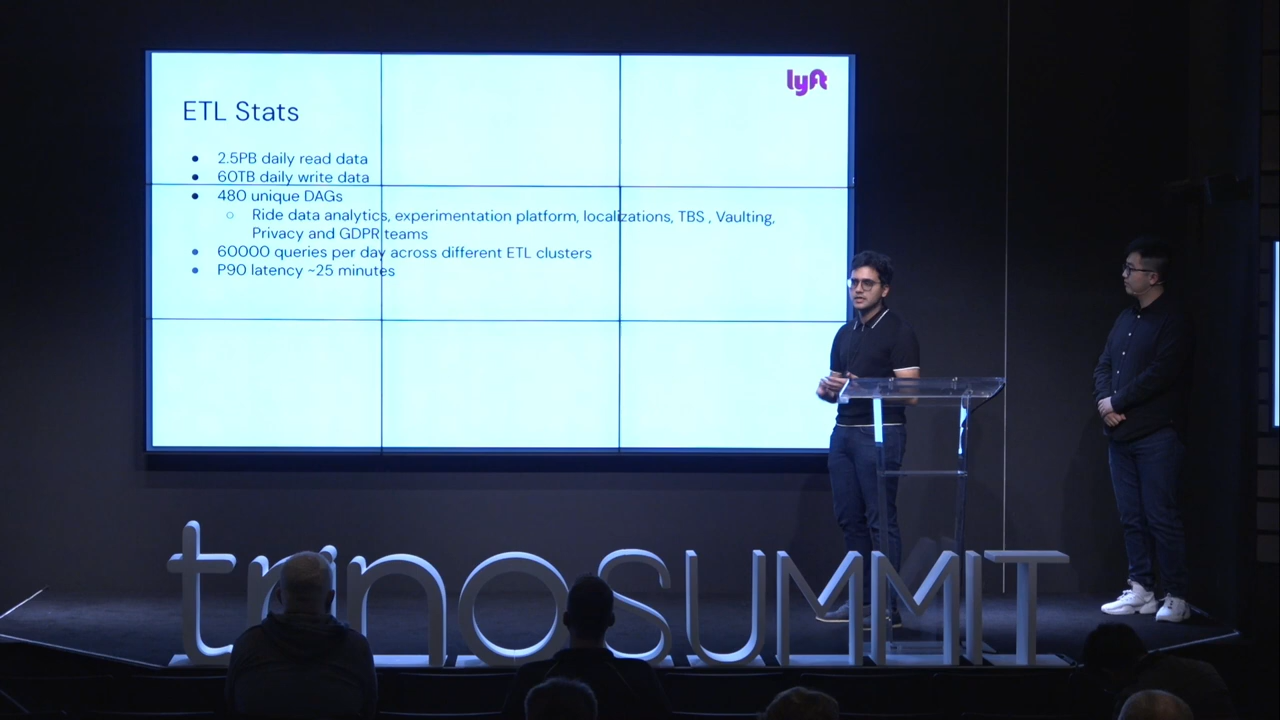 lyft
ETL Stats
● 2.5PB daily read data
● 60TB daily write data
● 480 unique DAGs
○ Ride data analytics, experimentation platform, localizations, TBS , Vaulting,
Privacy and GDPR teams
● 60000 queries per day across different ETL clusters
● P90 latency ~25 minutes
trinoSUMMIT